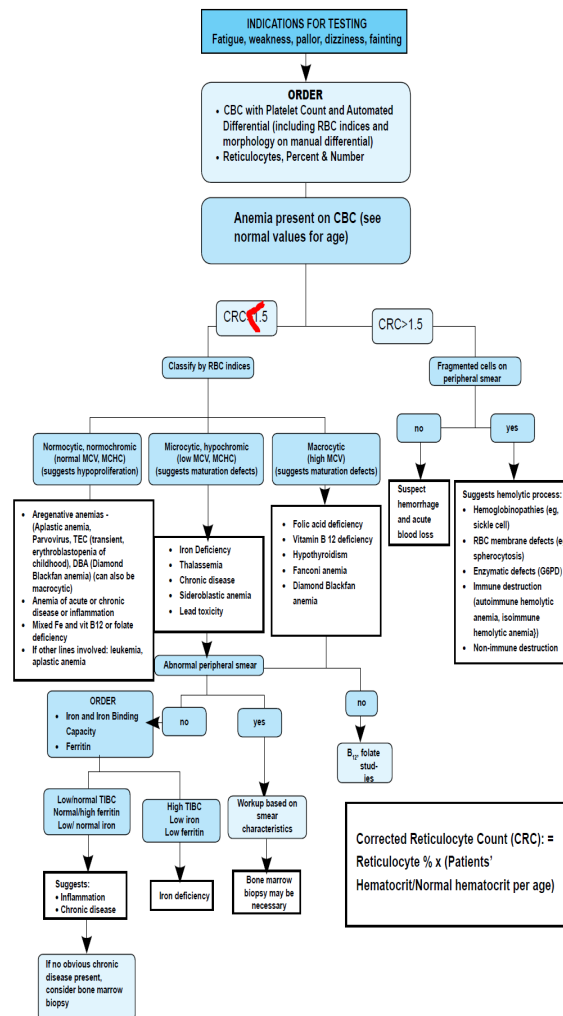 INDICATIONS FOR TESTING
Fatigue, weakness, pallor, dizziness, fainting
ORDER
• CBC with Platelet Count and Automated
Differential (including RBC indices and
morphology on manual differential)
• Reticulocytes, Percent & Number
Anemia present on CBC (see
normal values for age)
CRC<1.5
CRC>1.5
Classify by RBC indices
Fragmented cells on
peripheral smear
Normocytic, normochromic
(normal MCV, MCHC)
(suggests hypoproliferation)
Microcytic, hypochromic
(low MCV, MCHC)
(suggests maturation defects)
Macrocytic
(high MCV)
(suggests maturation defects)
no
yes
• Aregenative anemias -
(Aplastic anemia,
Parvovirus, TEC (transient,
erythroblastopenia of
childhood), DBA (Diamond
Blackfan anemia) (can also be
macrocytic)
• Anemia of acute or chronic
disease or inflammation
• Mixed Fe and vit B12 or folate
deficiency
• If other lines involved: leukemia,
aplastic anemia
• Iron Deficiency
• Thalassemia
• Chronic disease
• Sideroblastic anemia
• Lead toxicity
• Folic acid deficiency
• Vitamin B 12 deficiency
• Hypothyroidism
• Fanconi anemia
• Diamond Blackfan
anemia
Suspect
hemorrhage
and acute
blood loss
Suggests hemolytic process:
• Hemoglobinopathies (eg,
sickle cell)
• RBC membrane defects (e
spherocytosis)
• Enzymatic defects (G6PD)
• Immune destruction
(autoimmune hemolytic
anemia, isoimmune
hemolytic anemia})
• Non-immune destruction
Abnormal peripheral smear
ORDER
• Iron and Iron Binding
Capacity
• Ferritin
no
yes
no
B12, folate
stud-
ies
Low/normal TIBC
Normal/high ferritin
Low/ normal iron
High TIBC
Low iron
Low ferritin
Workup based on
smear
characteristics
Suggests:
• Inflammation
• Chronic disease
Iron deficiency
Bone marrow
biopsy may be
necessary
If no obvious chronic
disease present,
consider bone marrow
biopsy
Corrected Reticulocyte Count (CRC): =
Reticulocyte % x (Patients'
Hematocrit/Normal hematocrit per age)